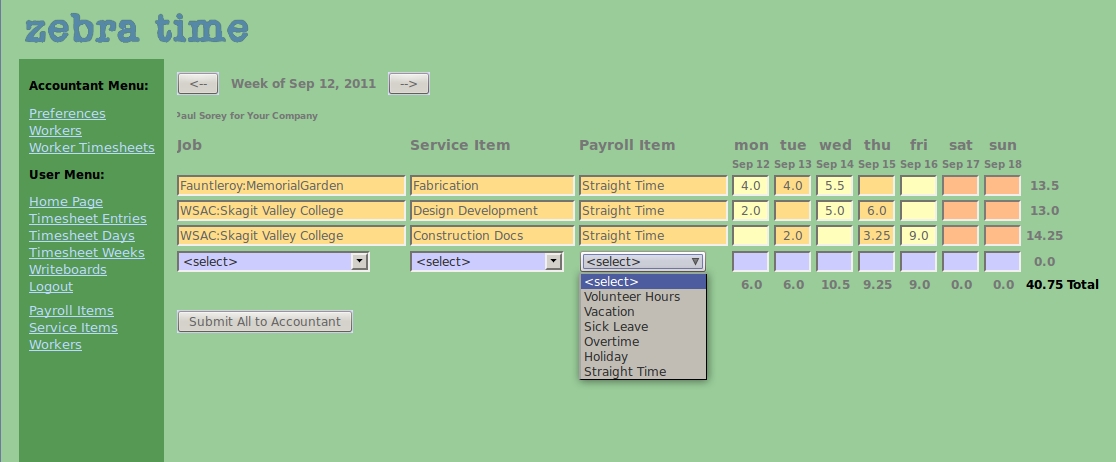 zebra time
Accountant Menu:
Preferences
Workers
Worker Timesheets
User Menu:
Home Page
Timesheet Entries
Timesheet Days
Timesheet Weeks
Writeboards
Logout
Payroll Items
Service Items
Workers
<-- Week of Sep 12, 2011 -->
Paul Sorey for Your Company
Job Service Item Payroll Item mon tue wed thu fri sat sun
Sep 12 Sep 13 Sep 14 Sep 15 Sep 16 Sep 17 Sep 18
Fauntleroy:MemorialGarden Fabrication Straight Time 4.0 4.0 5.5 13.5
WSAC:Skagit Valley College Design Development Straight Time 2.0 5.0 6.0 13.0
WSAC:Skagit Valley College Construction Docs Straight Time 2.0 3.25 9.0 14.25
<select> <select> <select> 0.0
6.0 6.0 10.5 9.25 9.0 0.0 0.0 40.75 Total
<select>
Volunteer Hours
Vacation
Sick Leave
Overtime
Holiday
Straight Time
Submit All to Accountant